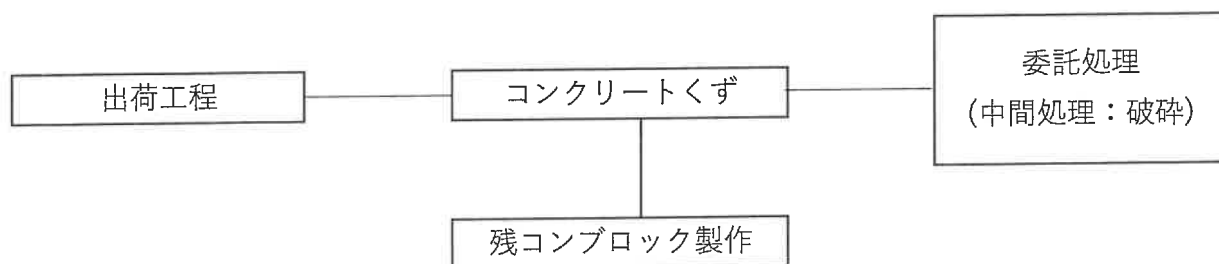 出荷工程
コンクリートくず
委託処理
(中間処理：破砕)
残コンブロック製作